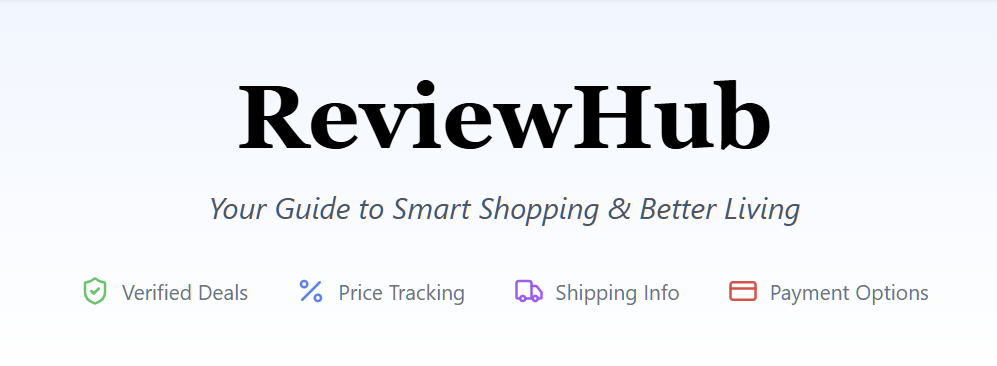 ReviewHub
Your Guide to Smart Shopping & Better Living
Verified Deals Price Tracking Shipping Info Payment Options